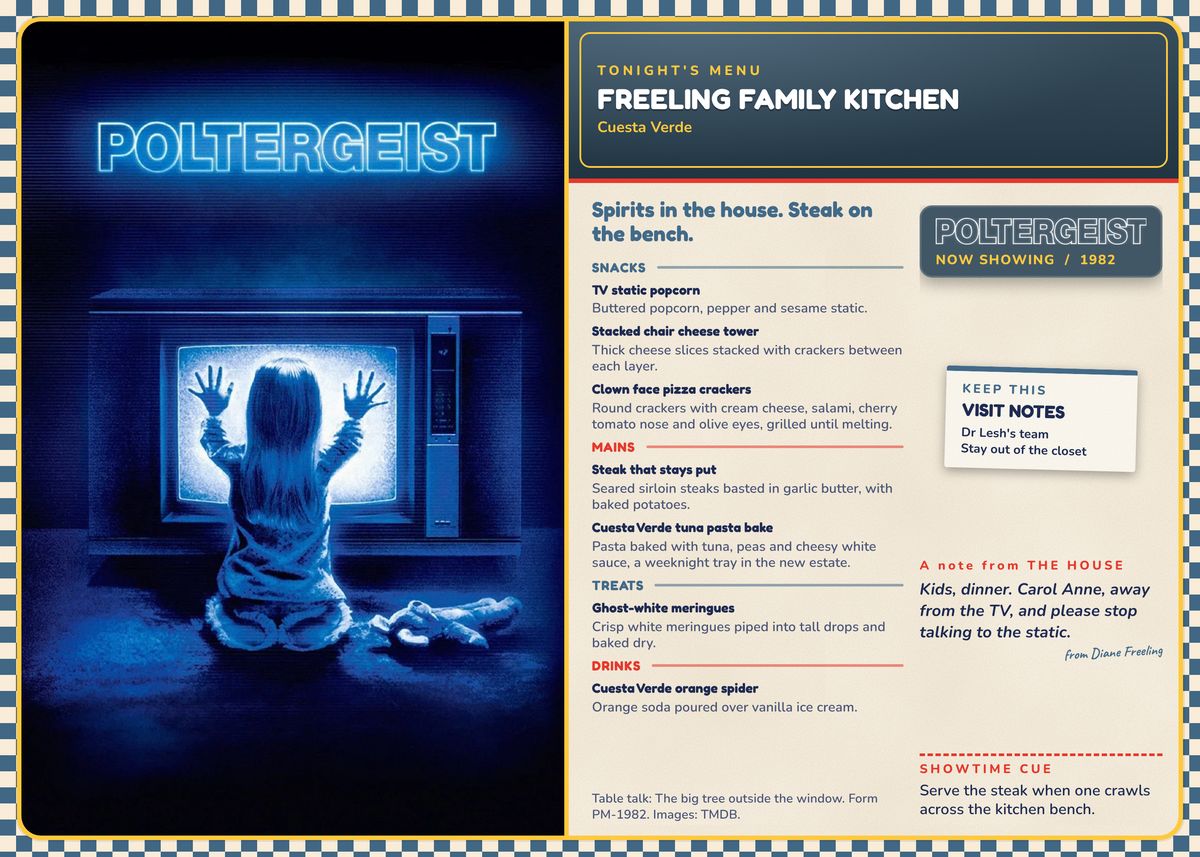 POLTERGEIST
TONIGHT'S MENU
FREELING FAMILY KITCHEN
Cuesta Verde
Spirits in the house. Steak on
the bench.
SNACKS
TV static popcorn
Buttered popcorn, pepper and sesame static.
Stacked chair cheese tower
Thick cheese slices stacked with crackers between
each layer.
Clown face pizza crackers
Round crackers with cream cheese, salami, cherry
tomato nose and olive eyes, grilled until melting.
MAINS
Steak that stays put
Seared sirloin steaks basted in garlic butter, with
baked potatoes.
Cuesta Verde tuna pasta bake
Pasta baked with tuna, peas and cheesy white
sauce, a weeknight tray in the new estate.
TREATS
Ghost-white meringues
Crisp white meringues piped into tall drops and
baked dry.
DRINKS
Cuesta Verde orange spider
Orange soda poured over vanilla ice cream.
Table talk: The big tree outside the window. Form
PM-1982. Images: TMDB.
POLTERGEIST
NOW SHOWING / 1982
KEEP THIS
VISIT NOTES
Dr Lesh's team
Stay out of the closet
A note from THE HOUSE
Kids, dinner. Carol Anne, away
from the TV, and please stop
talking to the static.
from Diane Freeling
SHOWTIME CUE
Serve the steak when one crawls
across the kitchen bench.